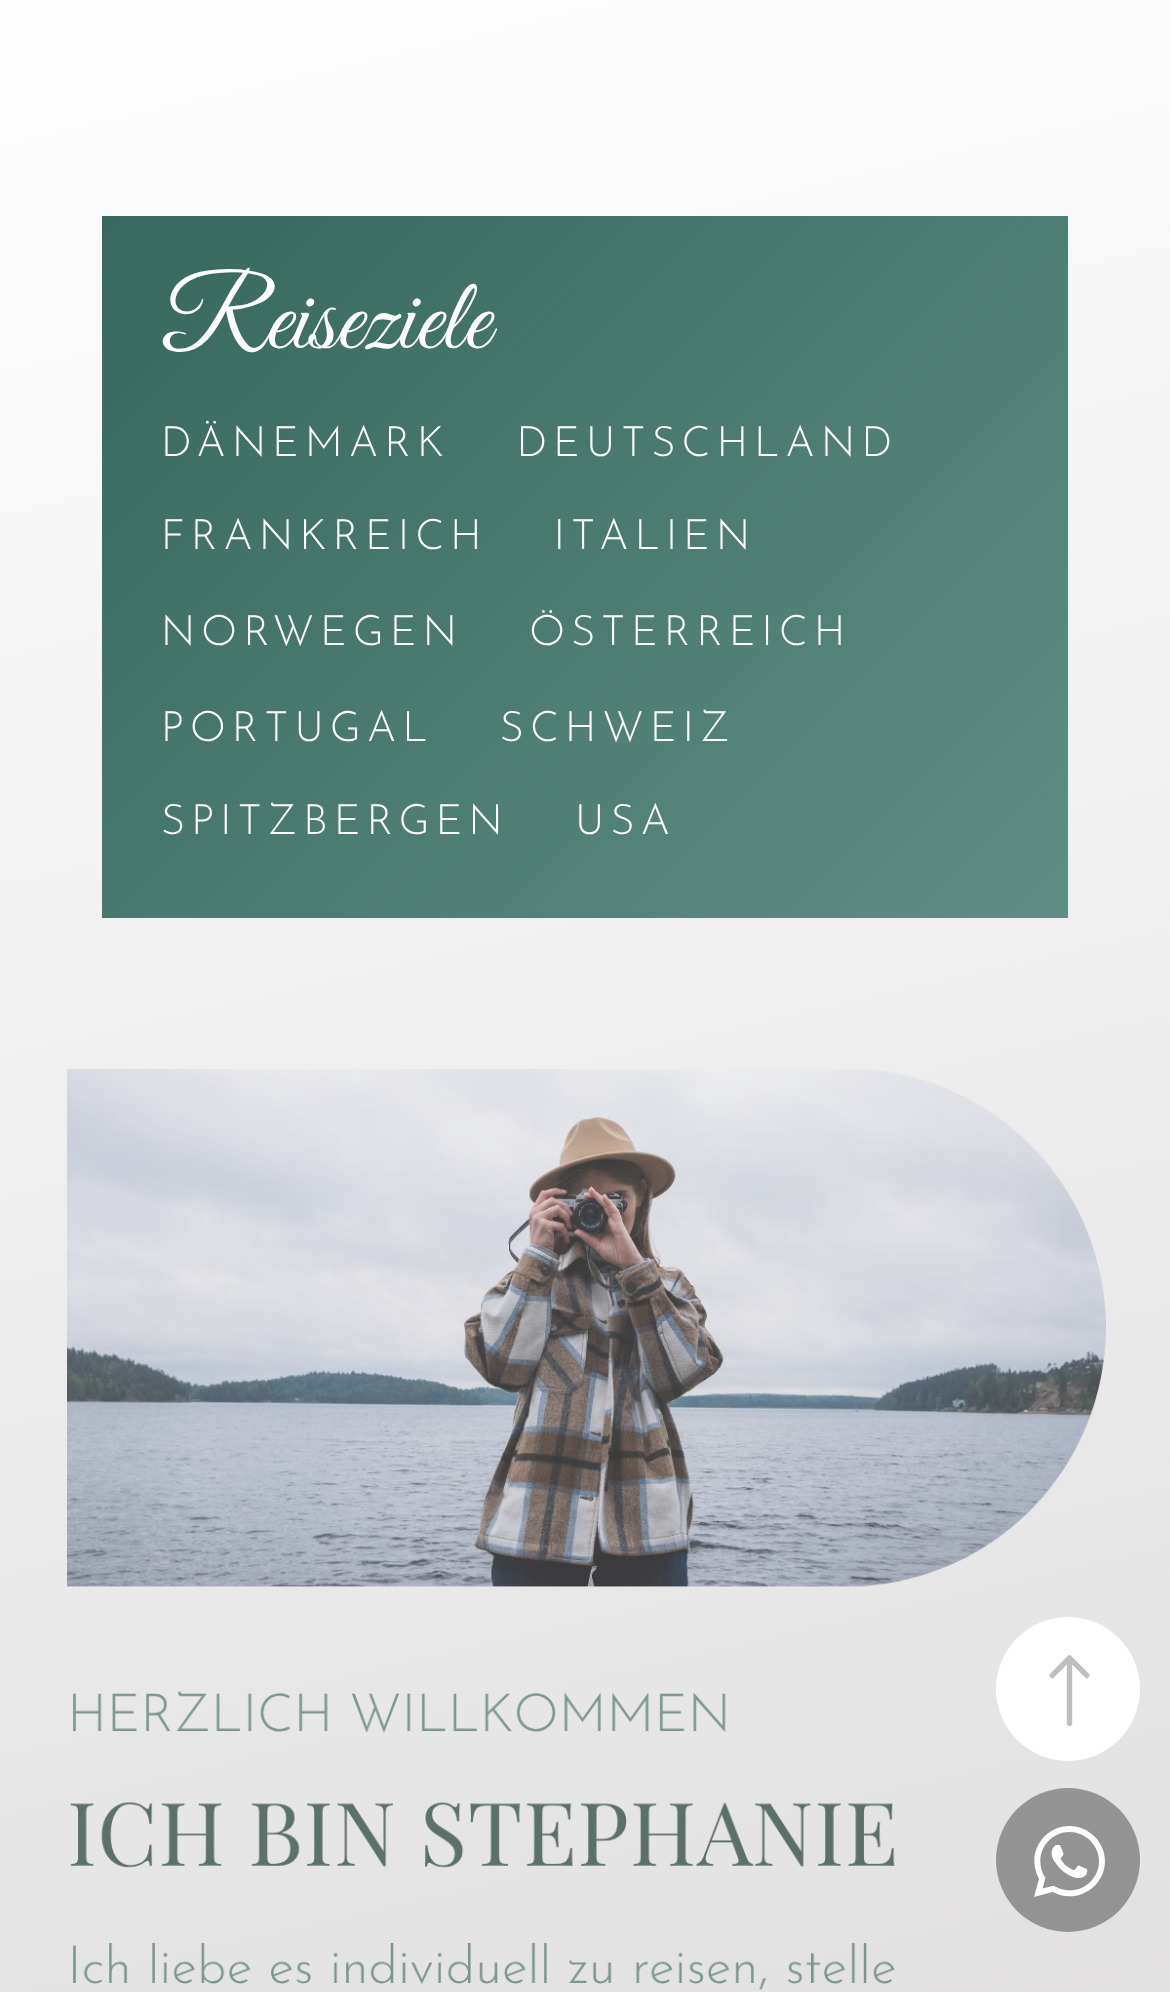 Reiseziele
DÄNEMARK DEUTSCHLAND
FRANKREICH ITALIEN
NORWEGEN ÖSTERREICH
PORTUGAL SCHWEIZ
SPITZBERGEN USA
HERZLICH WILLKOMMEN
ICH BIN STEPHANIE
Ich liebe es individuell zu reisen, stelle